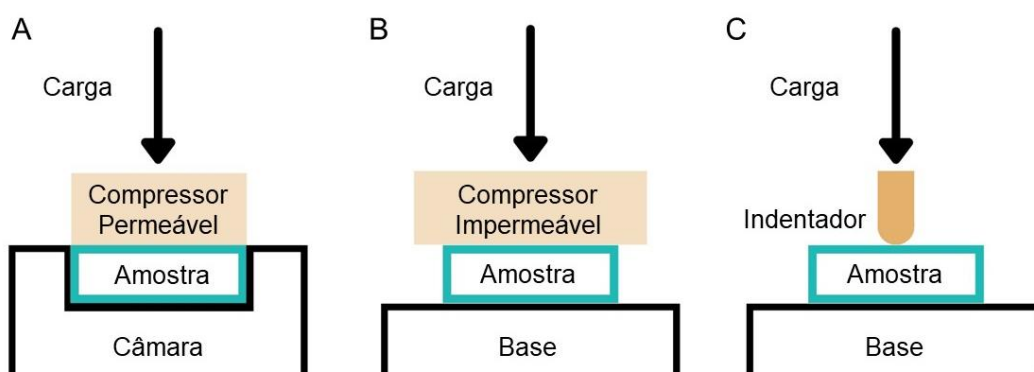 A
Carga
Compressor
Permeável
Amostra
Câmara
B
Carga
Compressor
Impermeável
Amostra
Base
C
Carga
Indentador
Amostra
Base